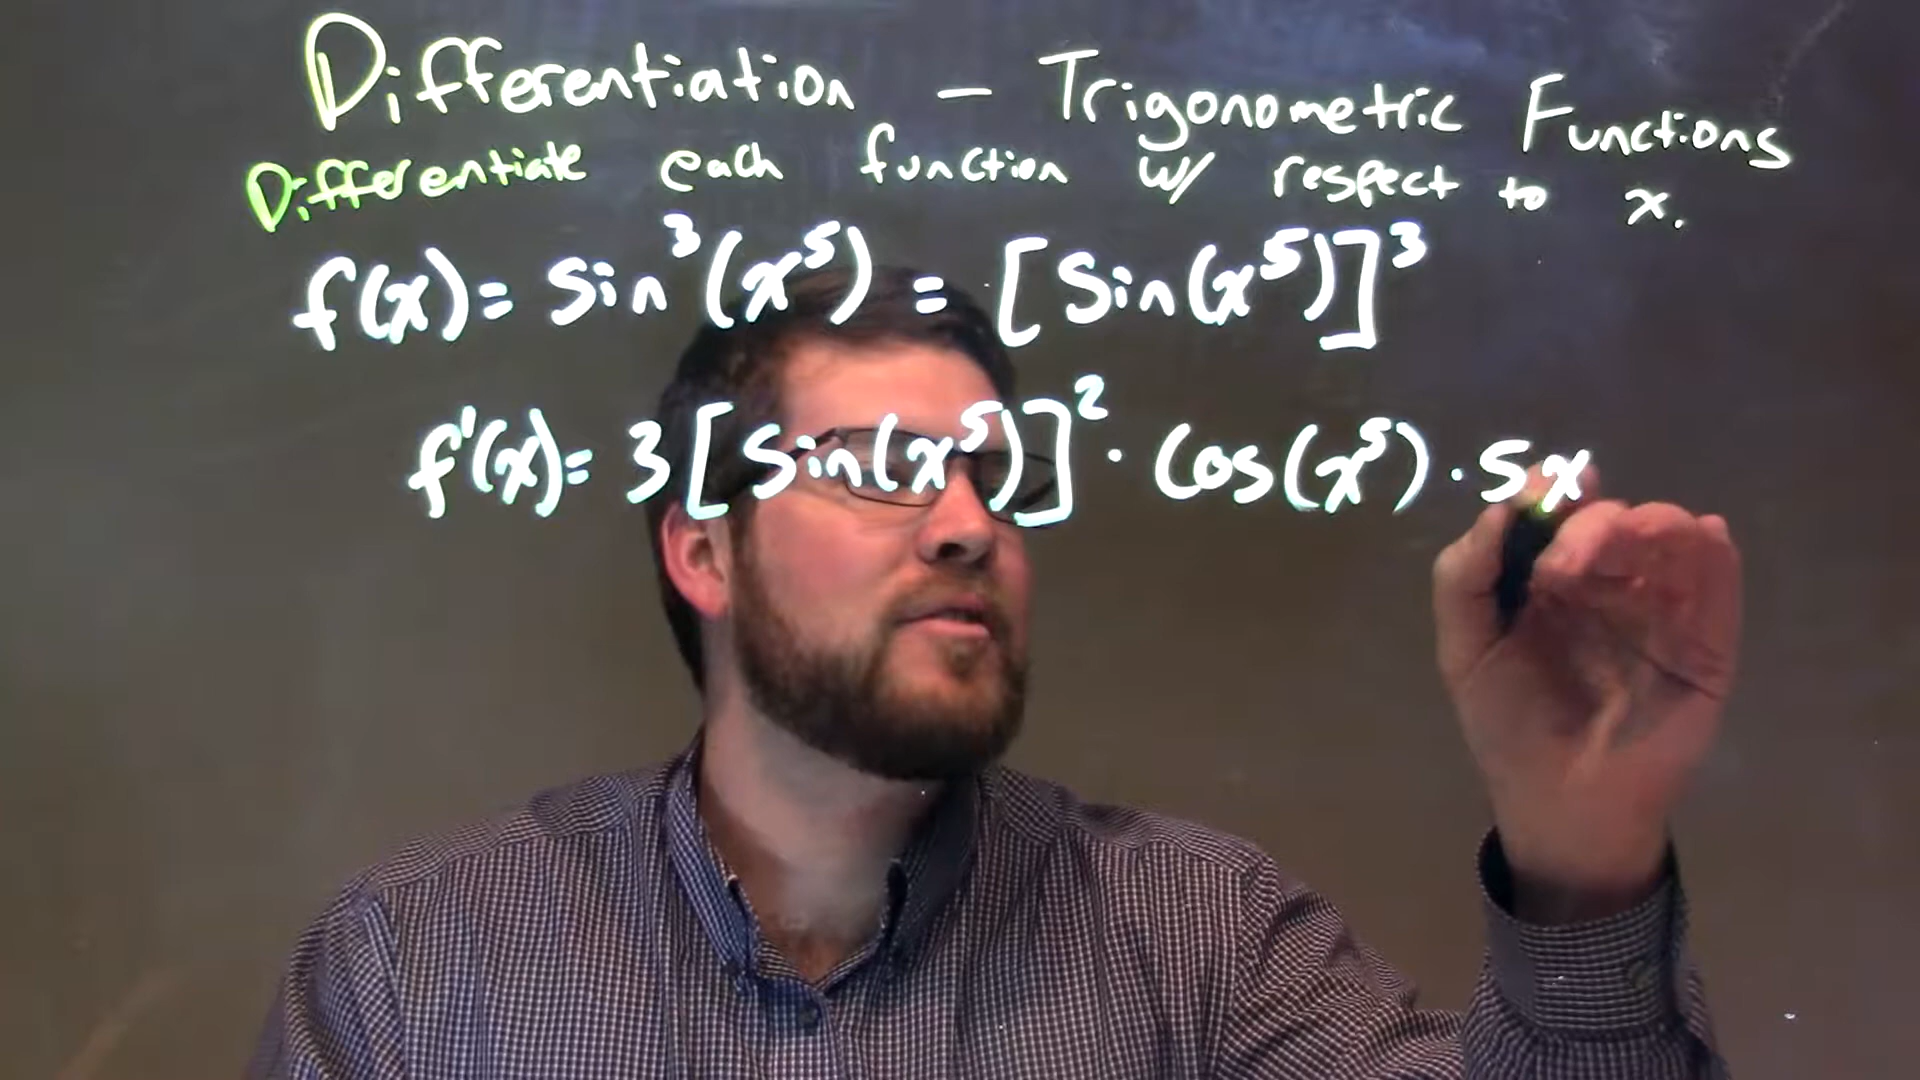 Differentiation - Trigonometric Functions
Differentiate each function w/ respect to x.
f(x)= sin³(x⁵) = [sin(x⁵)]³
f'(x)= 3[sin(x⁵)]² · cos(x⁵) · 5x